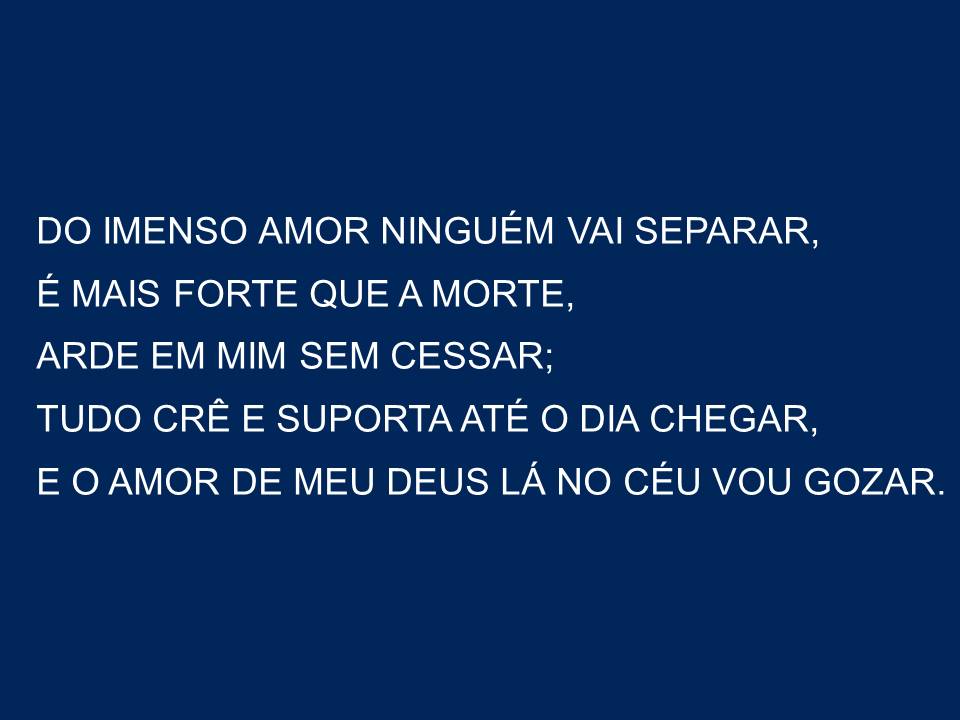 DO IMENSO AMOR NINGUÉM VAI SEPARAR,
É MAIS FORTE QUE A MORTE,
ARDE EM MIM SEM CESSAR;
TUDO CRÊ E SUPORTA ATÉ O DIA CHEGAR,
E O AMOR DE MEU DEUS LÁ NO CÉU VOU GOZAR.